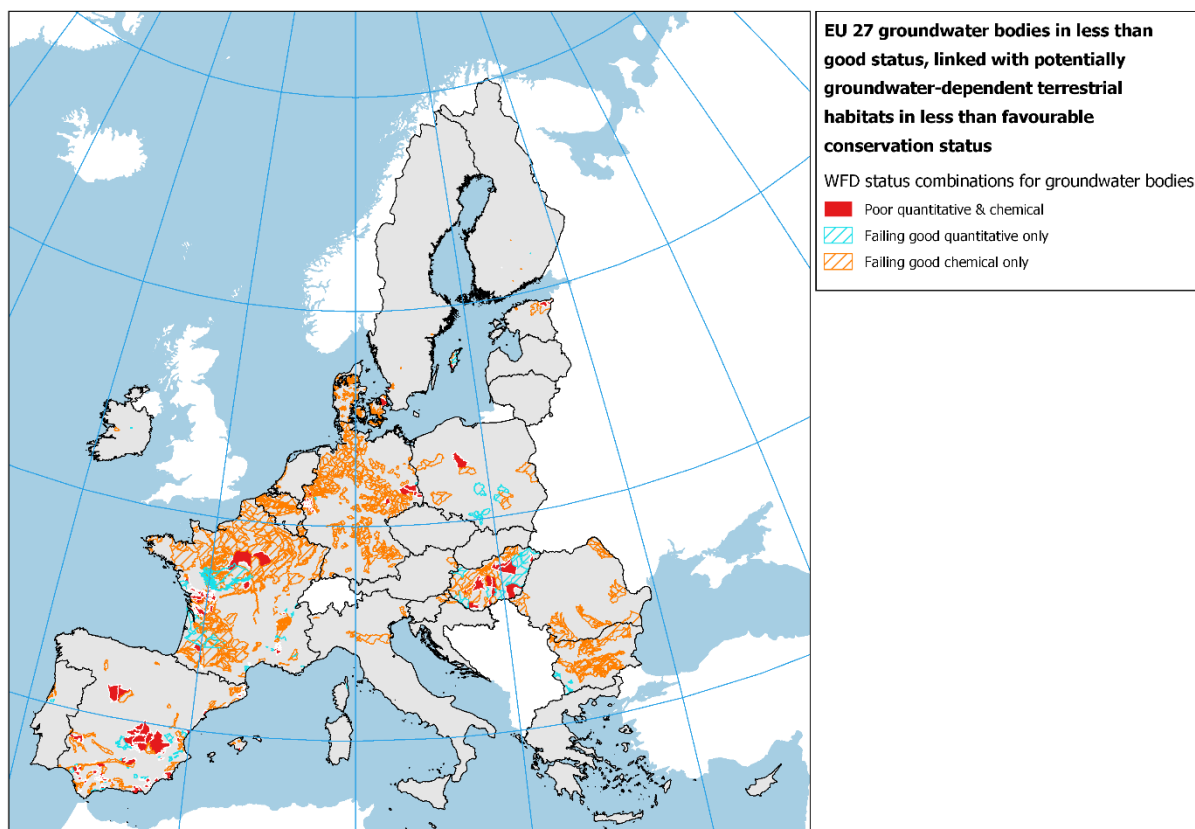 EU 27 groundwater bodies in less than
good status, linked with potentially
groundwater-dependent terrestrial
habitats in less than favourable
conservation status
WFD status combinations for groundwater bodies
Poor quantitative & chemical
Failing good quantitative only
Failing good chemical only